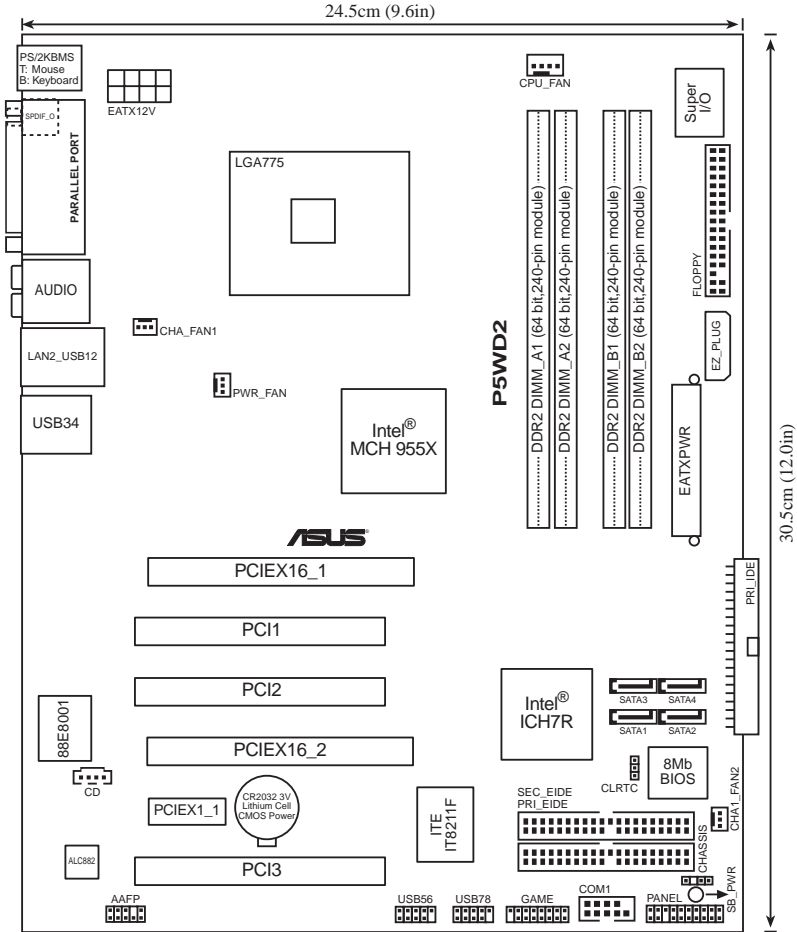 24.5cm (9.6in)
PS/2KBMS
T: Mouse
B: Keyboard
SPDIF_O
PARALLEL PORT
EATX12V
CPU_FAN
Super
I/O
LGA775
FLOPPY
AUDIO
CHA_FAN1
LAN2_USB12
PWR_FAN
USB34
Intel®
MCH 955X
P5WD2
DDR2 DIMM_A1 (64 bit,240-pin module)
DDR2 DIMM_A2 (64 bit,240-pin module)
DDR2 DIMM_B1 (64 bit,240-pin module)
DDR2 DIMM_B2 (64 bit,240-pin module)
EZ_PLUG
EATXPWR
30.5cm (12.0in)
ASUS®
PCIEX16_1
PRI_IDE
PCI1
PCI2
Intel®
ICH7R
SATA3
SATA4
SATA1
SATA2
88E8001
PCIEX16_2
CD
CLRTC
8Mb
BIOS
CHA1_FAN2
PCIEX1_1
CR2032 3V
Lithium Cell
CMOS Power
ITE
IT8211F
SEC_EIDE
PRI_EIDE
ALC882
PCI3
CHASSIS
SB_PWR
AAFP
USB56
USB78
GAME
COM1
PANEL